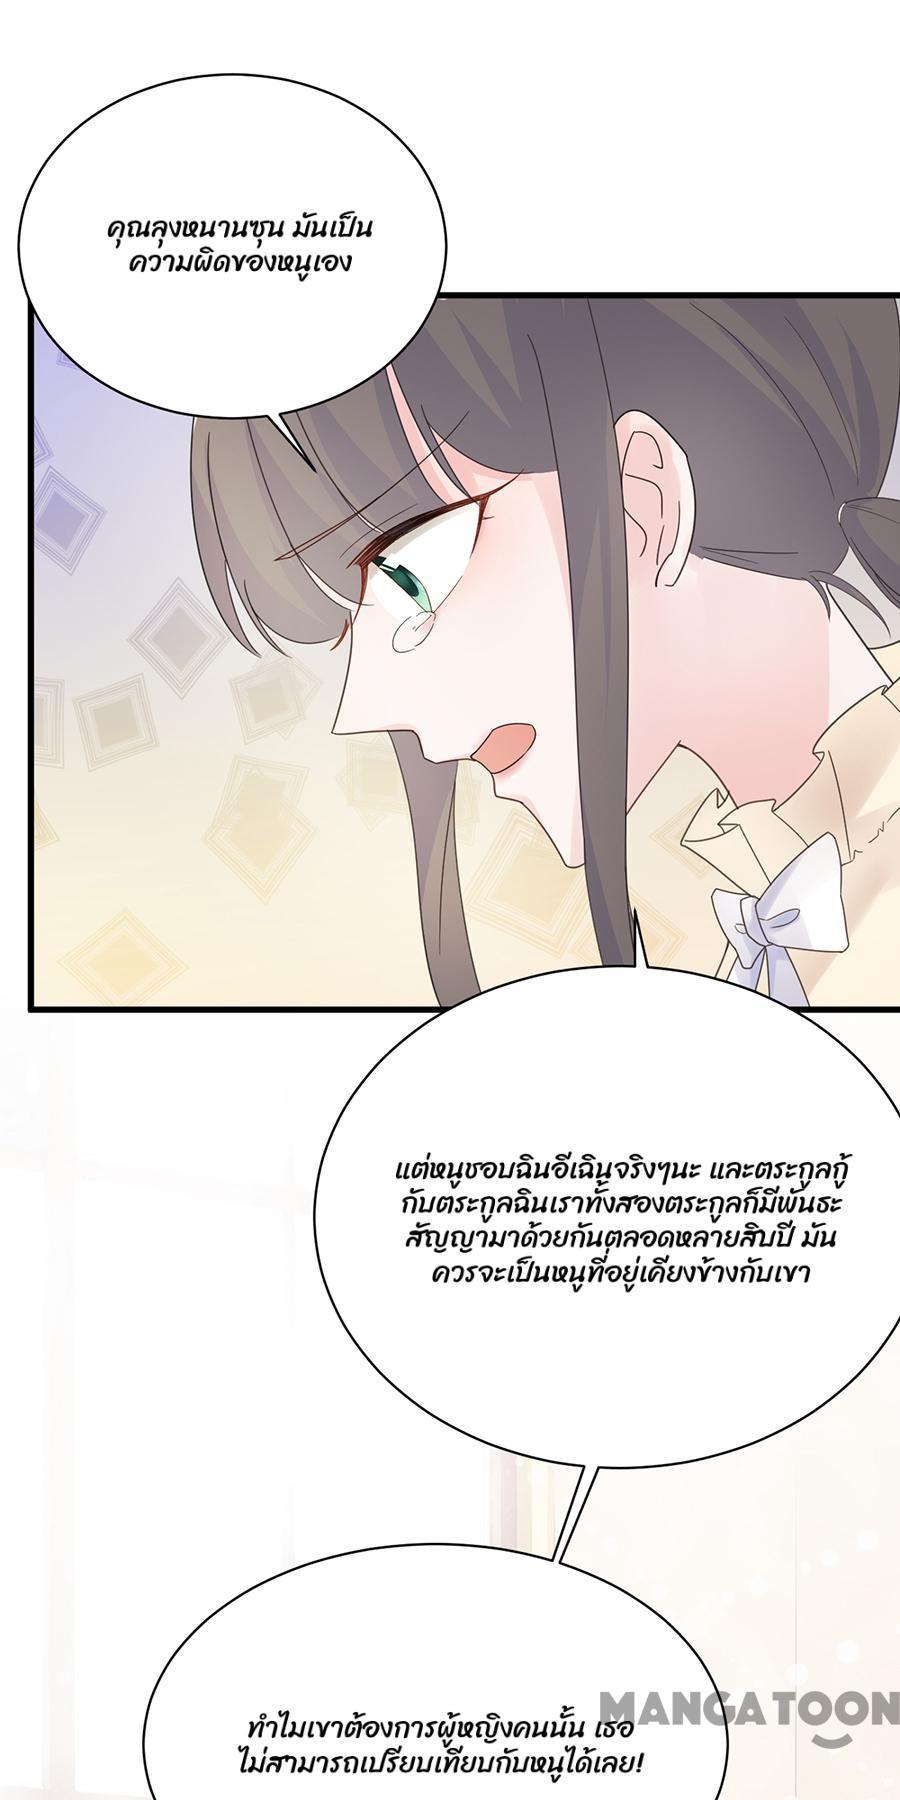 คุณลุงหนานซุน มันเป็น
ความผิดของหนูเอง
แต่หนูชอบฉินอีเฉินจริงๆนะ และตระกูลกู้
กับตระกูลฉินเราทั้งสองตระกูลก็มีพันธะ
สัญญามาด้วยกันตลอดหลายสิบปี มัน
ควรจะเป็นหนูที่อยู่เคียงข้างกับเขา
MANGATOON
ทำไมเขาต้องการผู้หญิงคนนั้น เธอ
ไม่สามารถเปรียบเทียบกับหนูได้เลย!